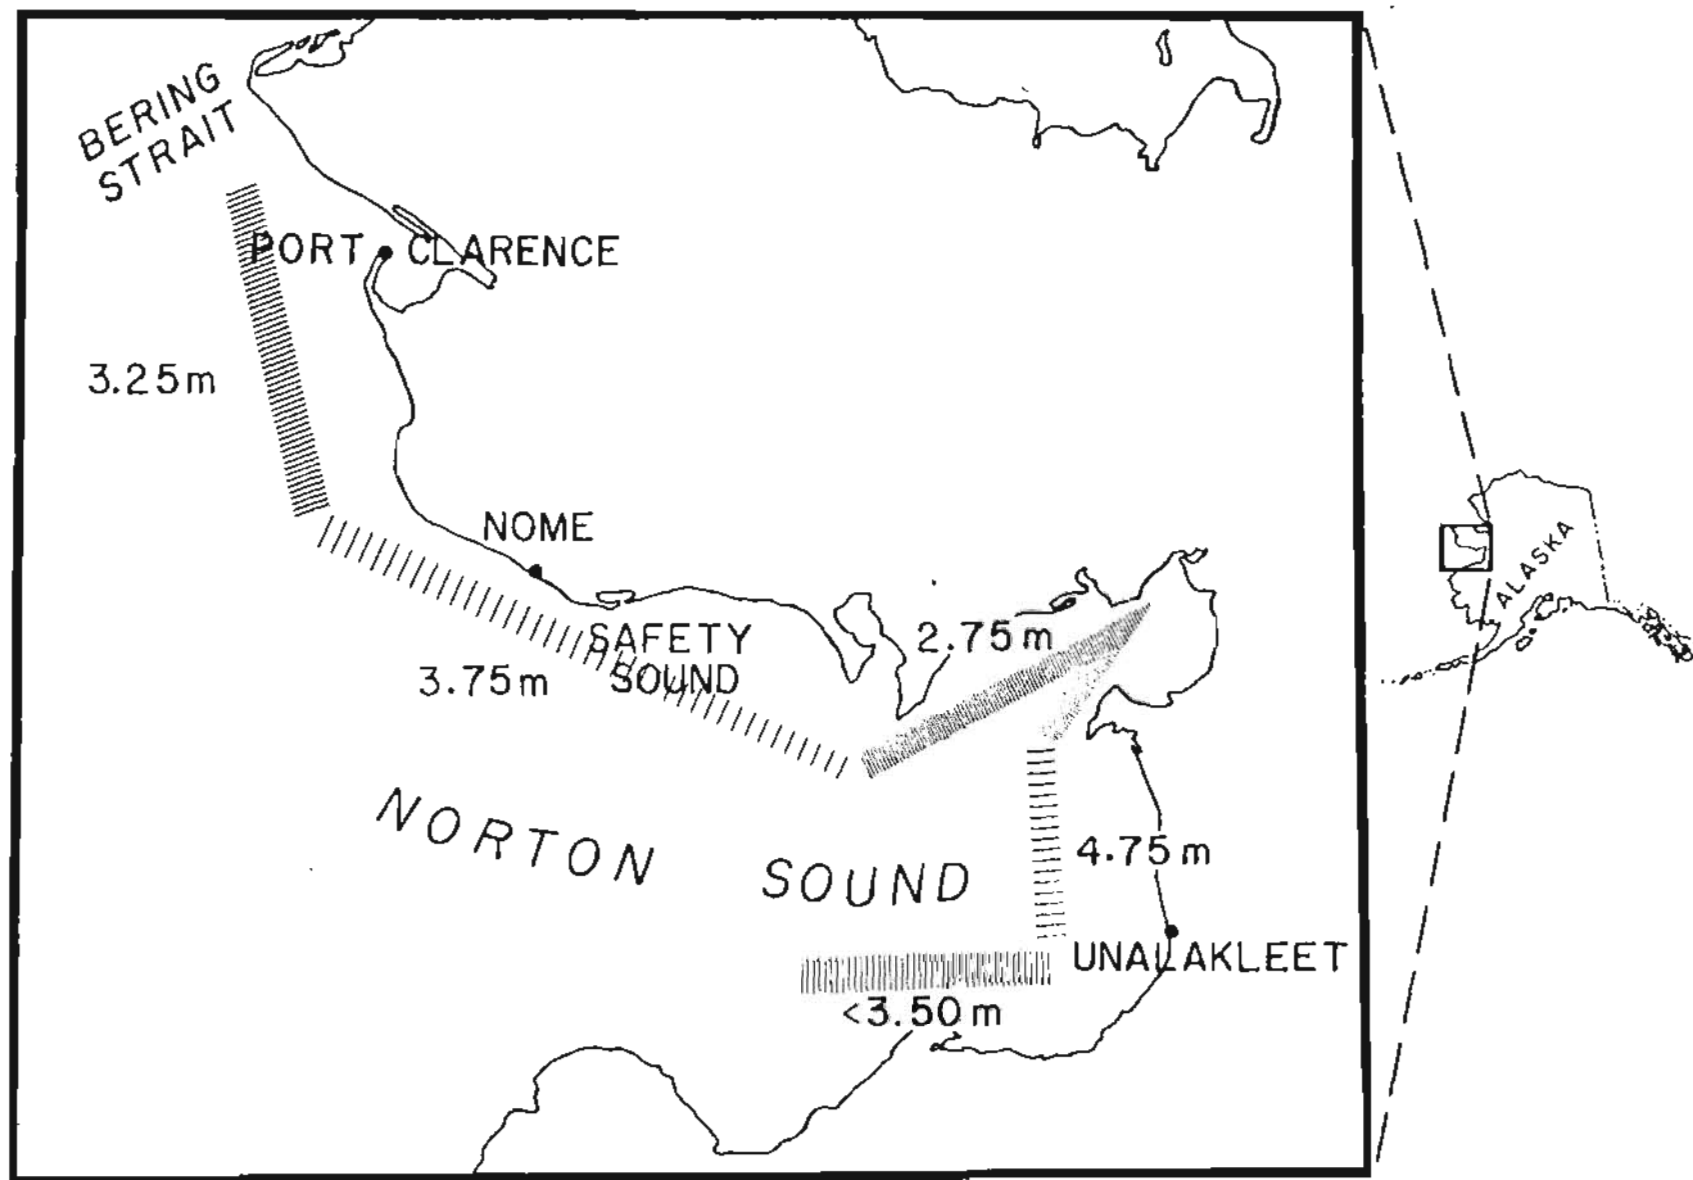 BERING
STRAIT
PORT CLARENCE
3.25m
NOME
SAFETY
SOUND
3.75m
2.75m
ALASKA
NORTON SOUND
4.75m
UNALAKLEET
<3.50m